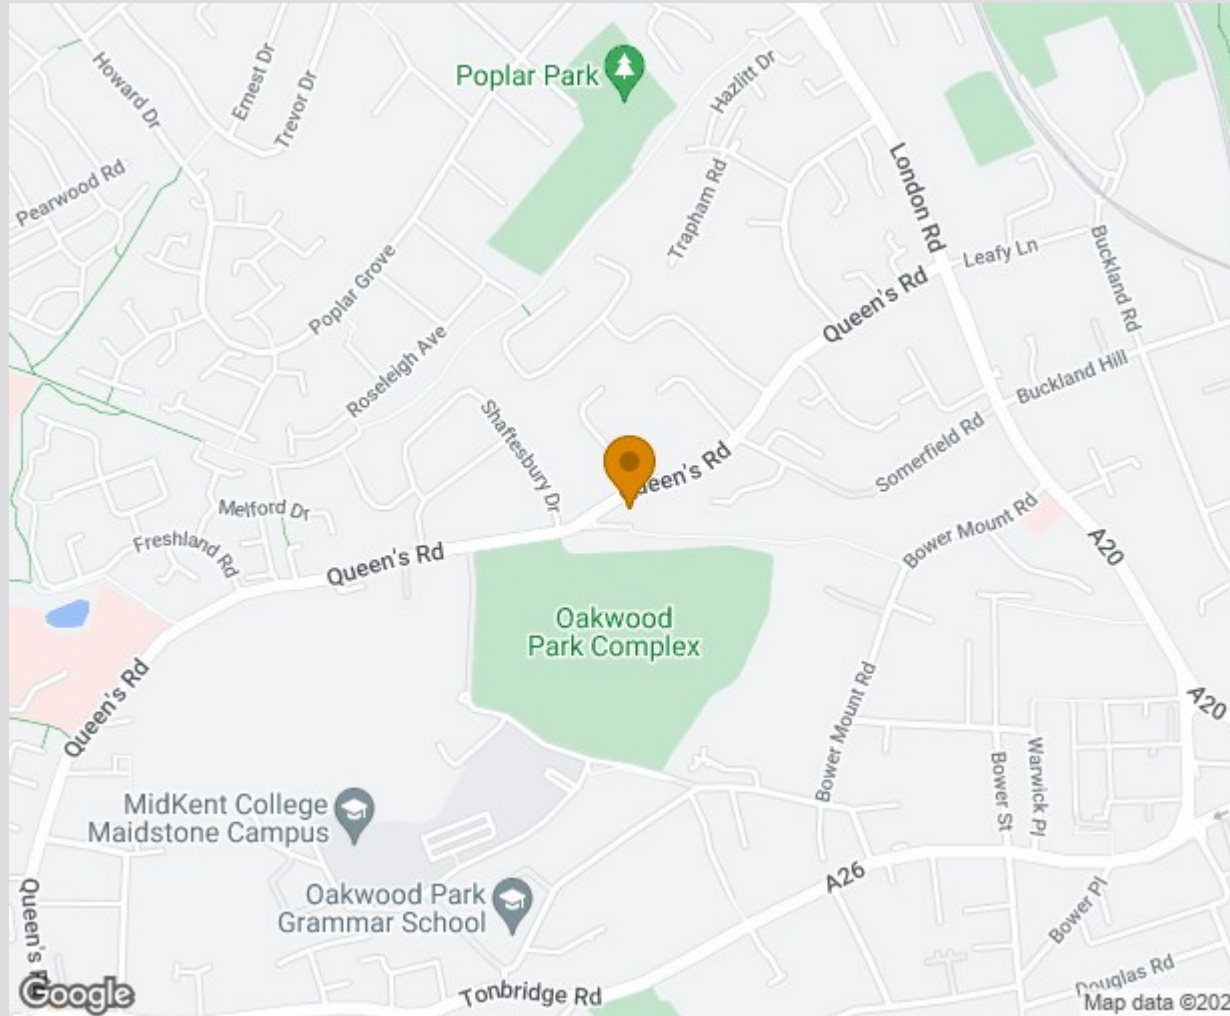 Poplar Park
Hazlitt Dr
Ernest Dr
Trevor Dr
Howard Dr
Pearwood Rd
London Rd
Trapham Rd
Leafy Ln
Buckland Rd
Queen's Rd
Poplar Grove
Roseleigh Ave
Buckland Hill
Shaftesbury Dr
Somerfield Rd
Queen's Rd
Melford Dr
Freshland Rd
Bower Mount Rd
A20
Queen's Rd
Oakwood
Park Complex
Queen's Rd
Bower Mount Rd
A20
Warwick Pl
Bower St
MidKent College
Maidstone Campus
A26
Oakwood Park
Grammar School
Queen's R
Bower Pl
Douglas Rd
Tonbridge Rd
Google
Map data ©202